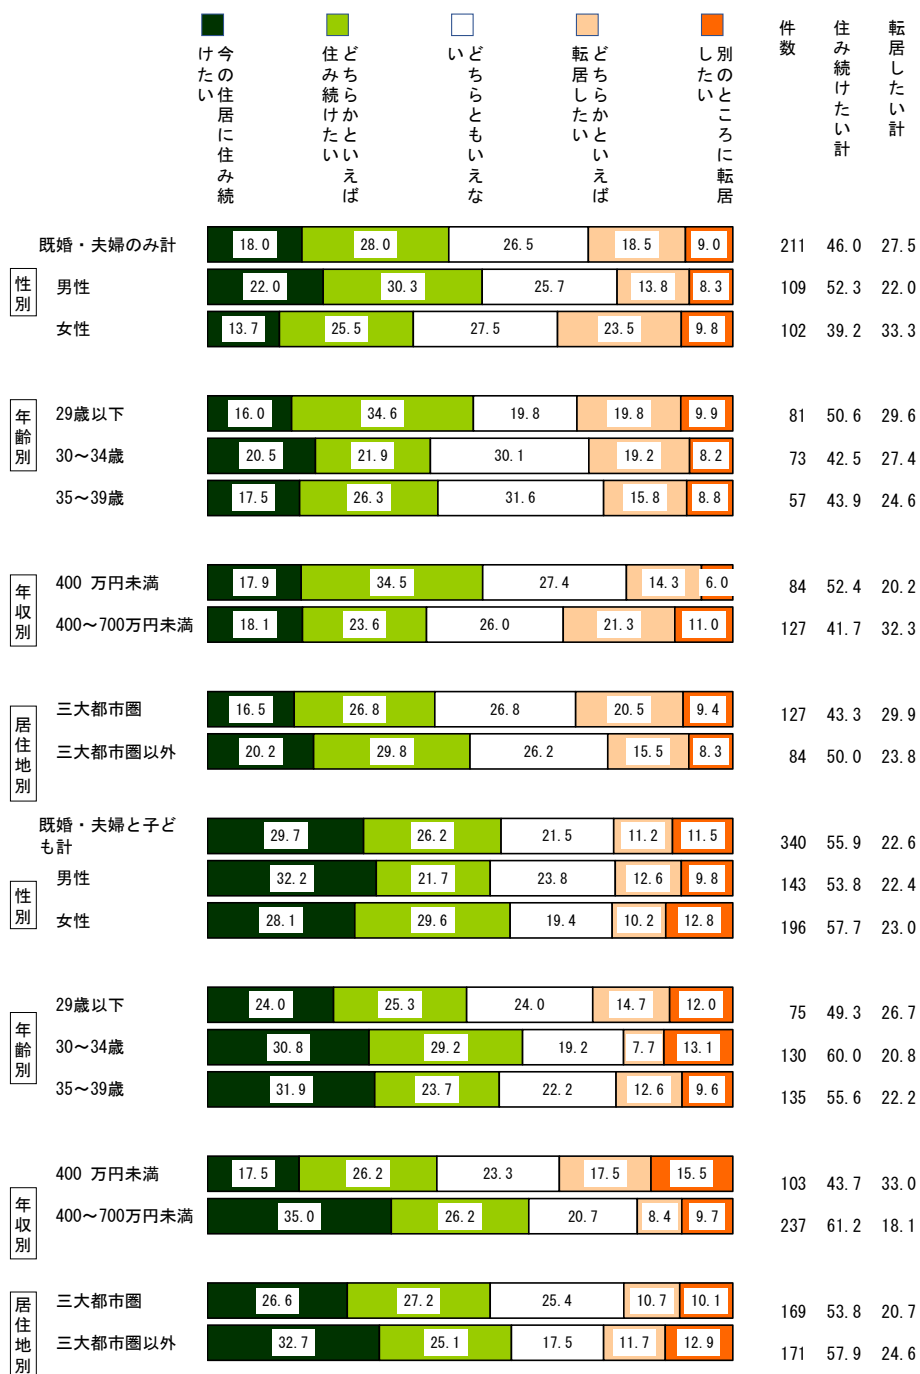 今の住居に住み続
けたい
どちらかといえば
住み続けたい
どちらともいえな
い
どちらかといえば
転居したい
別のところに転居
したい
件数
住み続けたい計
転居したい計
既婚・夫婦のみ計 18.0 28.0 26.5 18.5 9.0 211 46.0 27.5
性別
男性 22.0 30.3 25.7 13.8 8.3 109 52.3 22.0
女性 13.7 25.5 27.5 23.5 9.8 102 39.2 33.3
年齢別
29歳以下 16.0 34.6 19.8 19.8 9.9 81 50.6 29.6
30～34歳 20.5 21.9 30.1 19.2 8.2 73 42.5 27.4
35～39歳 17.5 26.3 31.6 15.8 8.8 57 43.9 24.6
年収別
400 万円未満 17.9 34.5 27.4 14.3 6.0 84 52.4 20.2
400～700万円未満 18.1 23.6 26.0 21.3 11.0 127 41.7 32.3
居住地別
三大都市圏 16.5 26.8 26.8 20.5 9.4 127 43.3 29.9
三大都市圏以外 20.2 29.8 26.2 15.5 8.3 84 50.0 23.8
既婚・夫婦と子ど
も計 29.7 26.2 21.5 11.2 11.5 340 55.9 22.6
性別
男性 32.2 21.7 23.8 12.6 9.8 143 53.8 22.4
女性 28.1 29.6 19.4 10.2 12.8 196 57.7 23.0
年齢別
29歳以下 24.0 25.3 24.0 14.7 12.0 75 49.3 26.7
30～34歳 30.8 29.2 19.2 7.7 13.1 130 60.0 20.8
35～39歳 31.9 23.7 22.2 12.6 9.6 135 55.6 22.2
年収別
400 万円未満 17.5 26.2 23.3 17.5 15.5 103 43.7 33.0
400～700万円未満 35.0 26.2 20.7 8.4 9.7 237 61.2 18.1
居住地別
三大都市圏 26.6 27.2 25.4 10.7 10.1 169 53.8 20.7
三大都市圏以外 32.7 25.1 17.5 11.7 12.9 171 57.9 24.6